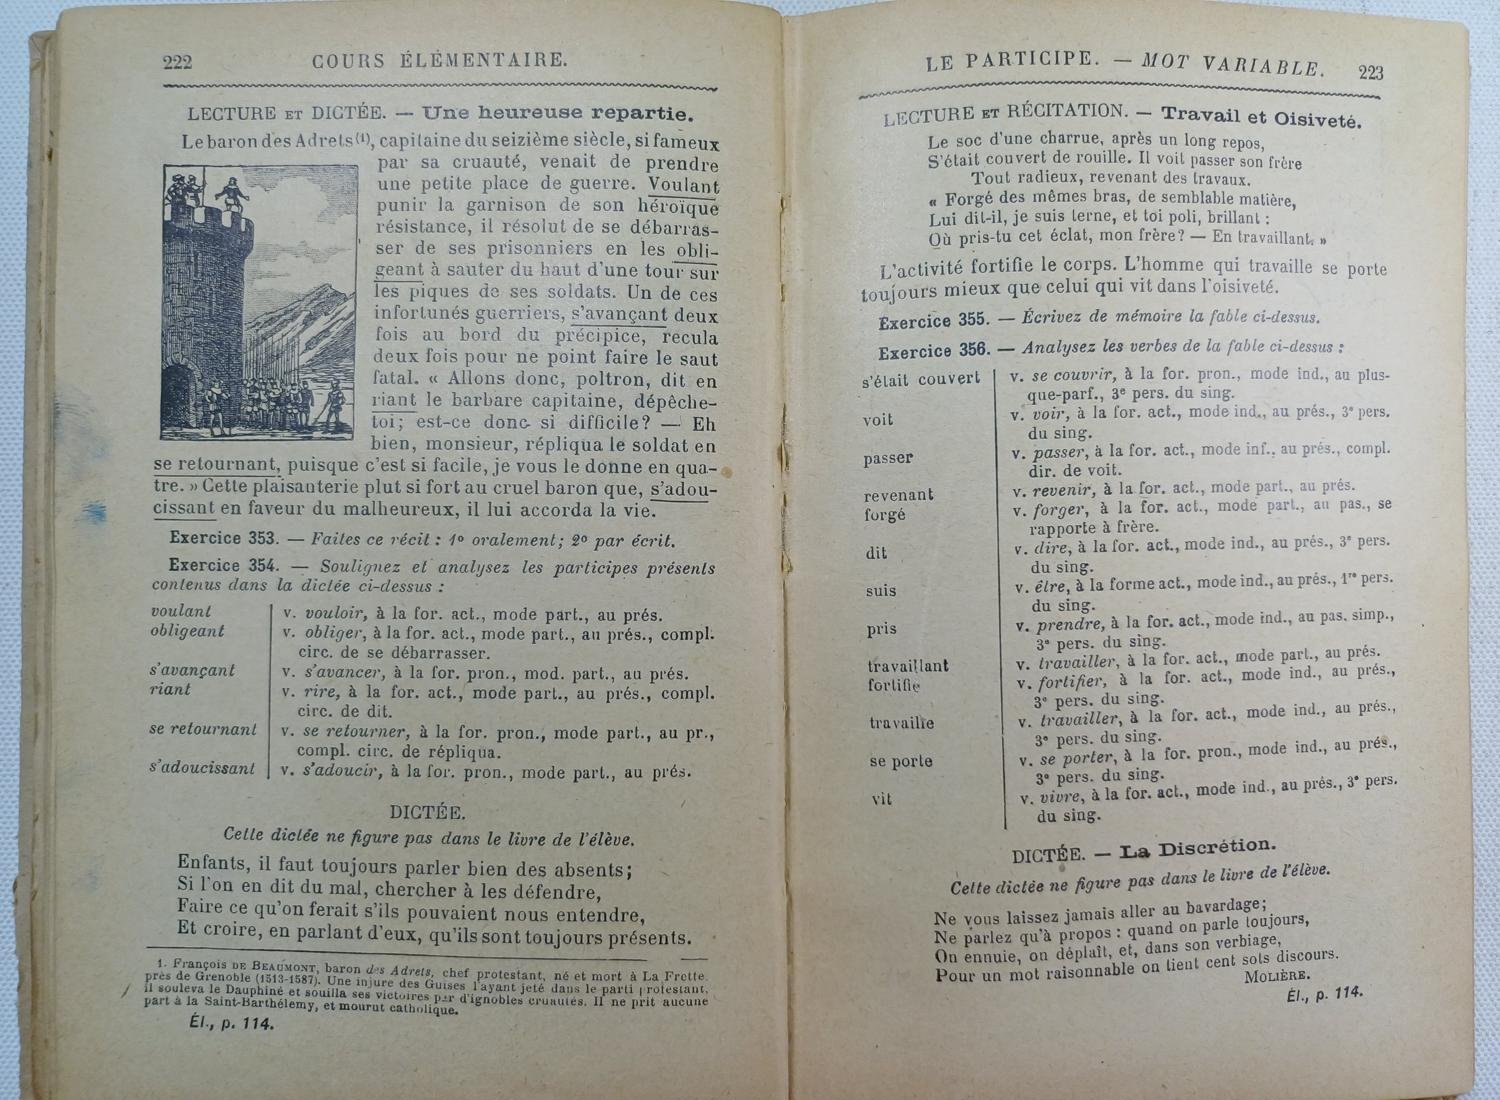 222
COURS ÉLÉMENTAIRE.
LECTURE ET DICTÉE. — Une heureuse repartie.
Le baron des Adrets (1), capitaine du seizième siècle, si fameux
par sa cruauté, venait de prendre
une petite place de guerre. Voulant
punir la garnison de son héroïque
résistance, il résolut de se débarras-
ser de ses prisonniers en les obli-
geant à sauter du haut d'une tour sur
les piques de ses soldats. Un de ces
infortunés guerriers, s'avançant deux
fois au bord du précipice, recula
deux fois pour ne point faire le saut
fatal. « Allons donc, poltron, dit en
riant le barbare capitaine, dépêche-
toi; est-ce donc si difficile? — Eh
bien, monsieur, répliqua le soldat en
se retournant, puisque c'est si facile, je vous le donne en qua-
tre. » Cette plaisanterie plut si fort au cruel baron que, s'adou-
cissant en faveur du malheureux, il lui accorda la vie.
Exercice 353. — Faites ce récit : 1º oralement; 2º par écrit.
Exercice 354. — Soulignez et analysez les participes présents
contenus dans la dictée ci-dessus :
voulant | v. vouloir, à la for. act., mode part., au prés.
obligeant | v. obliger, à la for. act., mode part., au prés., compl.
circ. de se débarrasser.
s'avançant | v. s'avancer, à la for. pron., mod. part., au prés.
riant | v. rire, à la for. act., mode part., au prés., compl.
circ. de dit.
se retournant | v. se retourner, à la for. pron., mode part., au pr.,
compl. circ. de répliqua.
s'adoucissant | v. s'adoucir, à la for. pron., mode part., au prés.
DICTÉE.
Cette dictée ne figure pas dans le livre de l'élève.
Enfants, il faut toujours parler bien des absents;
Si l'on en dit du mal, chercher à les défendre,
Faire ce qu'on ferait s'ils pouvaient nous entendre,
Et croire, en parlant d'eux, qu'ils sont toujours présents.
1. François DE BEAUMONT, baron des Adrets, chef protestant, né et mort à La Frette,
près de Grenoble (1513-1587). Une injure des Guises l'ayant jeté dans le parti protestant,
il souleva le Dauphiné et souilla ses victoires par d'ignobles cruautés. Il ne prit aucune
part à la Saint-Barthélemy, et mourut catholique.
Él., p. 114.
LE PARTICIPE. — MOT VARIABLE.
223
LECTURE ET RÉCITATION. — Travail et Oisiveté.
Le soc d'une charrue, après un long repos,
S'était couvert de rouille. Il voit passer son frère
Tout radieux, revenant des travaux.
« Forgé des mêmes bras, de semblable matière,
Lui dit-il, je suis terne, et toi poli, brillant :
Où pris-tu cet éclat, mon frère? — En travaillant. »
L'activité fortifie le corps. L'homme qui travaille se porte
toujours mieux que celui qui vit dans l'oisiveté.
Exercice 355. — Écrivez de mémoire la fable ci-dessus.
Exercice 356. — Analysez les verbes de la fable ci-dessus :
s'était couvert | v. se couvrir, à la for. pron., mode ind., au plus-
que-parf., 3e pers. du sing.
voit | v. voir, à la for. act., mode ind., au prés., 3e pers.
du sing.
passer | v. passer, à la for. act., mode inf., au prés., compl.
dir. de voit.
revenant | v. revenir, à la for. act., mode part., au prés.
forgé | v. forger, à la for. act., mode part., au pas., se
rapporte à frère.
dit | v. dire, à la for. act., mode ind., au prés., 3e pers.
du sing.
suis | v. être, à la forme act., mode ind., au prés., 1re pers.
du sing.
pris | v. prendre, à la for. act., mode ind., au pas. simp.,
3e pers. du sing.
travaillant | v. travailler, à la for. act., mode part., au prés.
fortifie | v. fortifier, à la for. act., mode ind., au prés.,
3e pers. du sing.
travaille | v. travailler, à la for. act., mode ind., au prés.,
3e pers. du sing.
se porte | v. se porter, à la for. pron., mode ind., au prés.,
3e pers. du sing.
vit | v. vivre, à la for. act., mode ind., au prés., 3e pers.
du sing.
DICTÉE. — La Discrétion.
Cette dictée ne figure pas dans le livre de l'élève.
Ne vous laissez jamais aller au bavardage;
Ne parlez qu'à propos : quand on parle toujours,
On ennuie, on déplaît, et, dans son verbiage,
Pour un mot raisonnable on tient cent sots discours.
MOLIÈRE.
Él., p. 114.